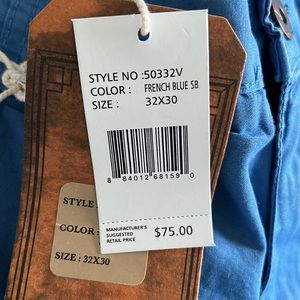 STYLE NO :50332V
COLOR : FRENCH BLUE SB
SIZE : 32X30
8 84012 68159 0
MANUFACTURER'S
SUGGESTED
RETAIL PRICE
$75.00
STYLE
COLOR :
SIZE : 32X30